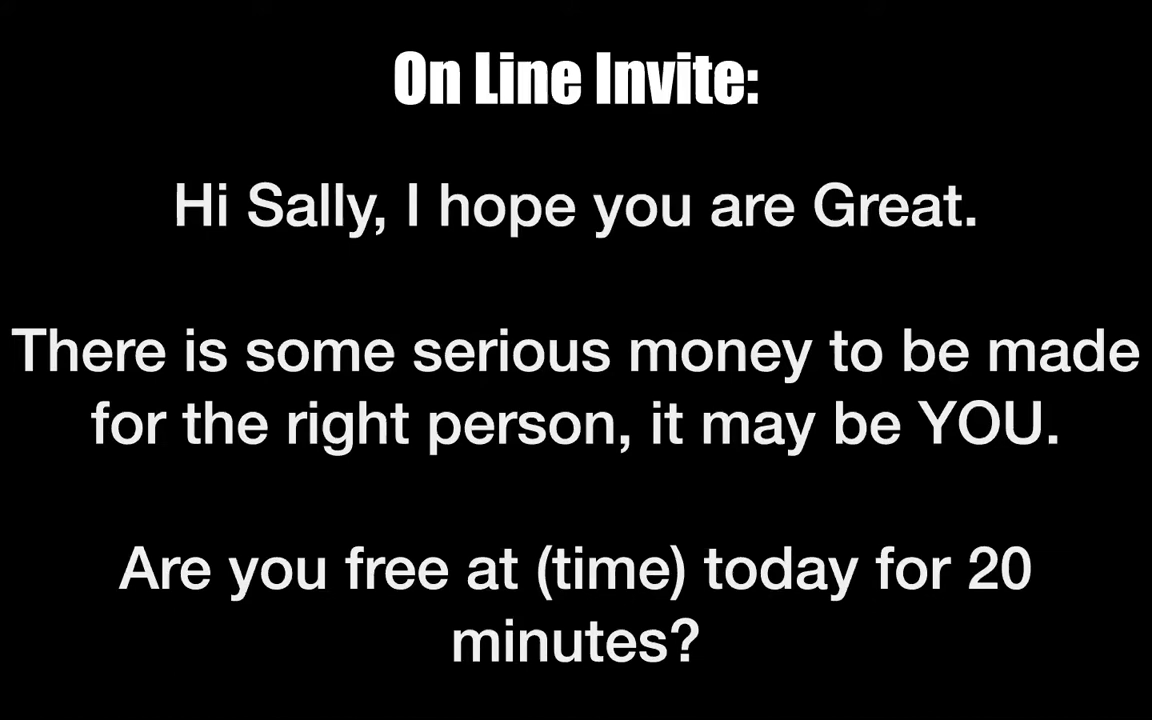 On Line Invite:
Hi Sally, I hope you are Great.
There is some serious money to be made
for the right person, it may be YOU.
Are you free at (time) today for 20
minutes?